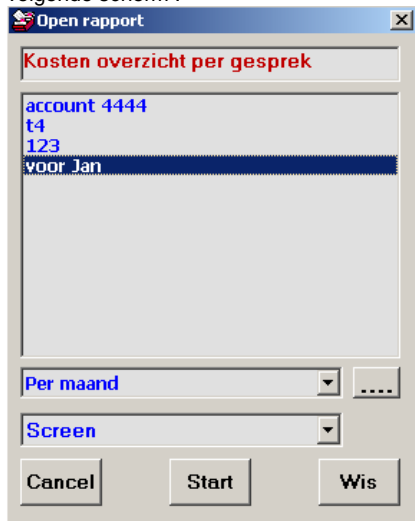 Open rapport
Kosten overzicht per gesprek
account 4444
t4
123
voor Jan
Per maand
....
Screen
Cancel Start Wis